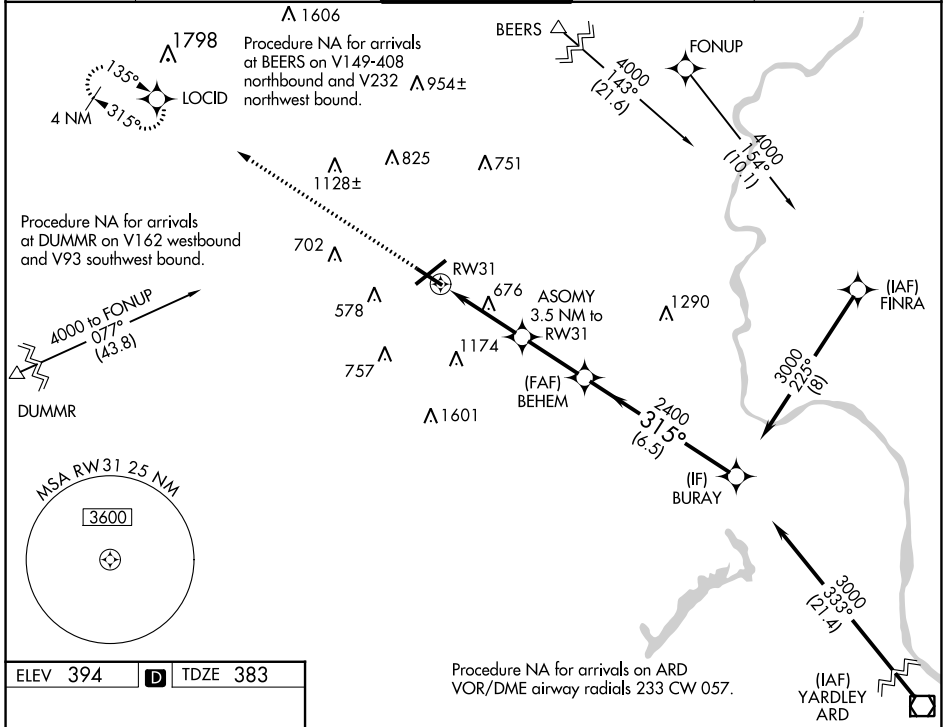 1606
1798
Procedure NA for arrivals
at BEERS on V149-408
northbound and V232
northwest bound.
954±
BEERS
FONUP
4000
143°
(21.6)
4000
154°
(10.1)
135°
315°
4 NM
LOCID
1128±
825
751
Procedure NA for arrivals
at DUMMR on V162 westbound
and V93 southwest bound.
702
RW31
578
676
ASOMY
3.5 NM to
RW31
1290
(IAF)
FINRA
4000 to FONUP
077°
(43.8)
DUMMR
757
1174
(FAF)
BEHEM
3000
225°
(8)
1601
2400
315°
(6.5)
(IF)
BURAY
MSA RW31 25 NM
3600
3000
333°
(21.4)
ELEV 394
D
TDZE 383
Procedure NA for arrivals on ARD
VOR/DME airway radials 233 CW 057.
(IAF)
YARDLEY
ARD